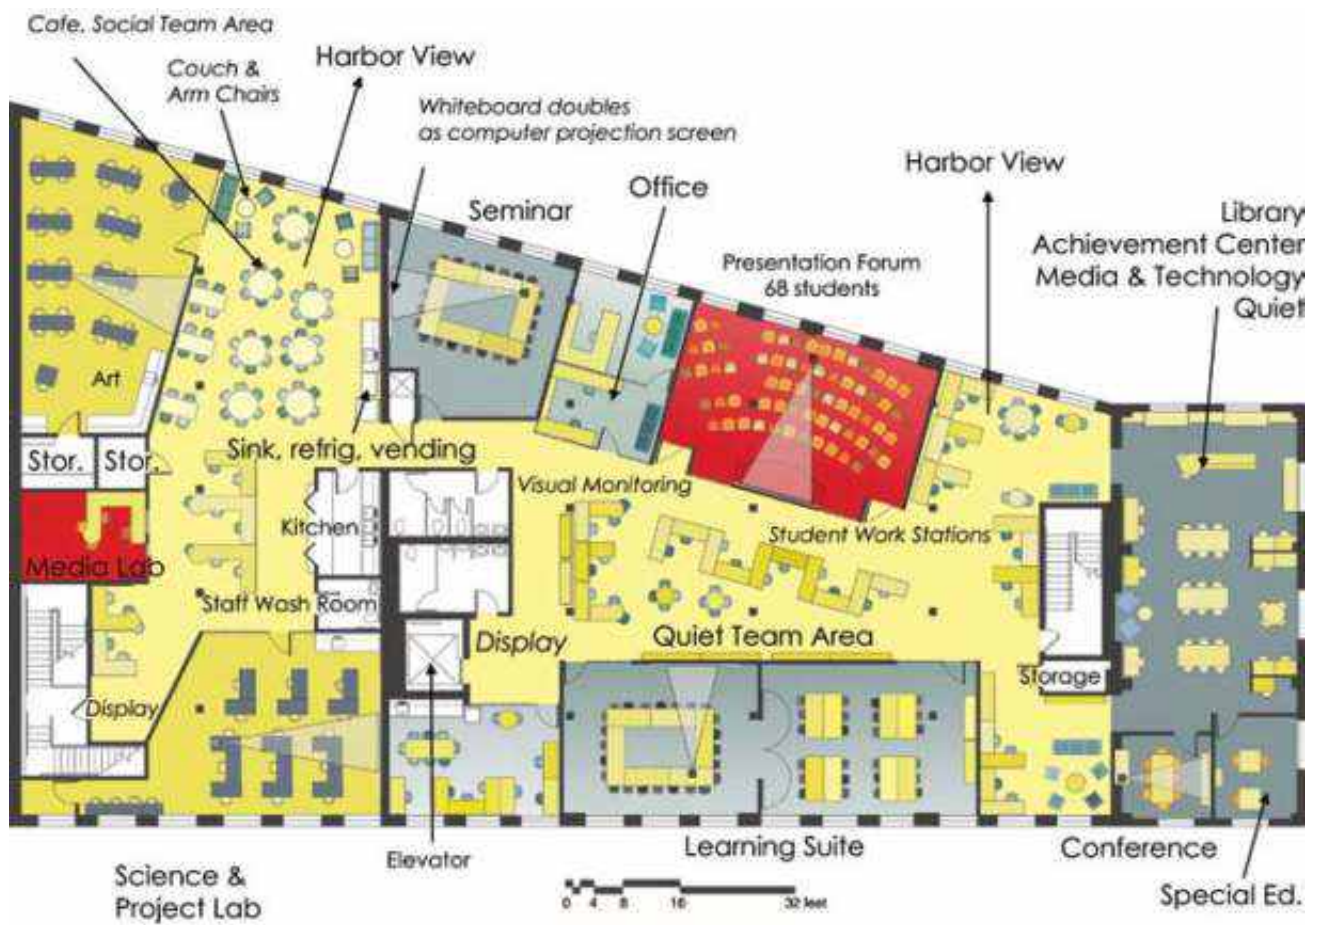 Cafe, Social Team Area
Couch &
Arm Chairs
Harbor View
Whiteboard doubles
as computer projection screen
Seminar
Office
Harbor View
Presentation Forum
68 students
Library
Achievement Center
Media & Technology
Quiet
Art
Stor.
Stor.
Sink, refrig, vending
Visual Monitoring
Kitchen
Student Work Stations
Media Lab
Staff Wash Room
Display
Quiet Team Area
Storage
Display
Elevator
Learning Suite
Conference
Science &
Project Lab
Special Ed.
0 4 8 16 32 feet